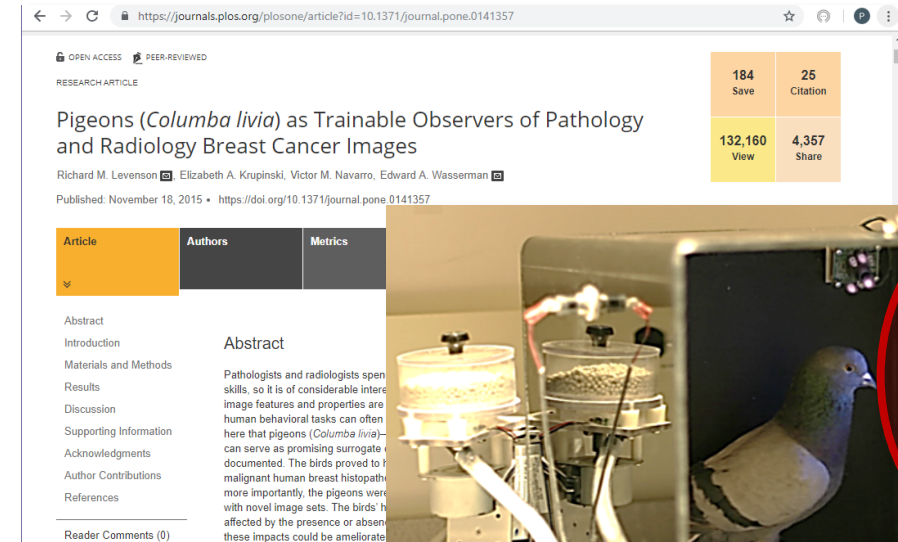 https://journals.plos.org/plosone/article?id=10.1371/journal.pone.0141357
P
OPEN ACCESS PEER-REVIEWED
RESEARCH ARTICLE
184
Save
25
Citation
132,160
View
4,357
Share
Pigeons (Columba livia) as Trainable Observers of Pathology
and Radiology Breast Cancer Images
Richard M. Levenson, Elizabeth A. Krupinski, Victor M. Navarro, Edward A. Wasserman
Published: November 18, 2015 • https://doi.org/10.1371/journal.pone.0141357
Article
Authors
Metrics
Abstract
Introduction
Materials and Methods
Results
Discussion
Supporting Information
Acknowledgments
Author Contributions
References
Reader Comments (0)
Abstract
Pathologists and radiologists spen
skills, so it is of considerable intere
image features and properties are
human behavioral tasks can often
here that pigeons (Columba livia)—
can serve as promising surrogate
documented. The birds proved to h
malignant human breast histopath
more importantly, the pigeons were
with novel image sets. The birds' h
affected by the presence or absen
these impacts could be ameliorate